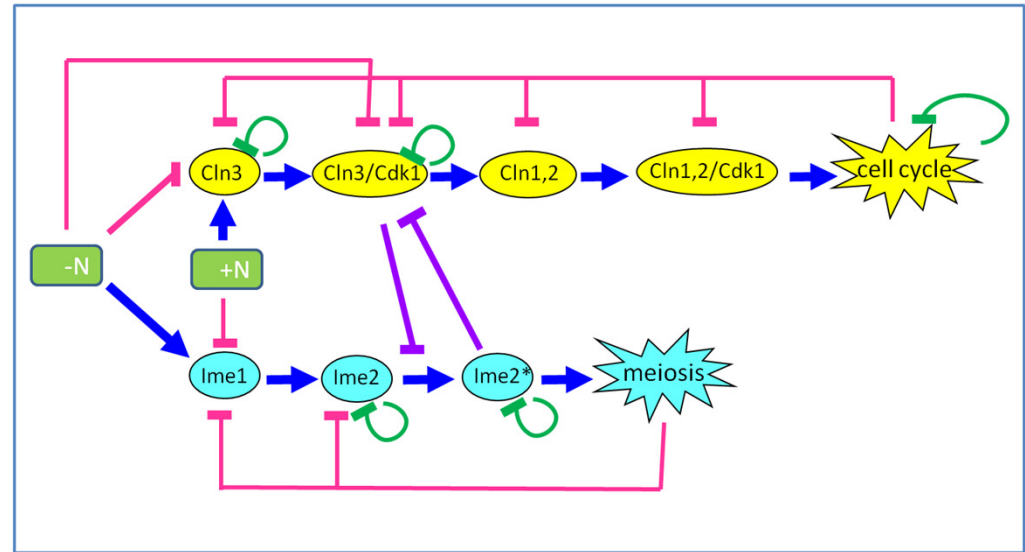 Cln3
Cln3/Cdk1
Cln1,2
Cln1,2/Cdk1
cell cycle
-N
+N
Ime1
Ime2
Ime2*
meiosis